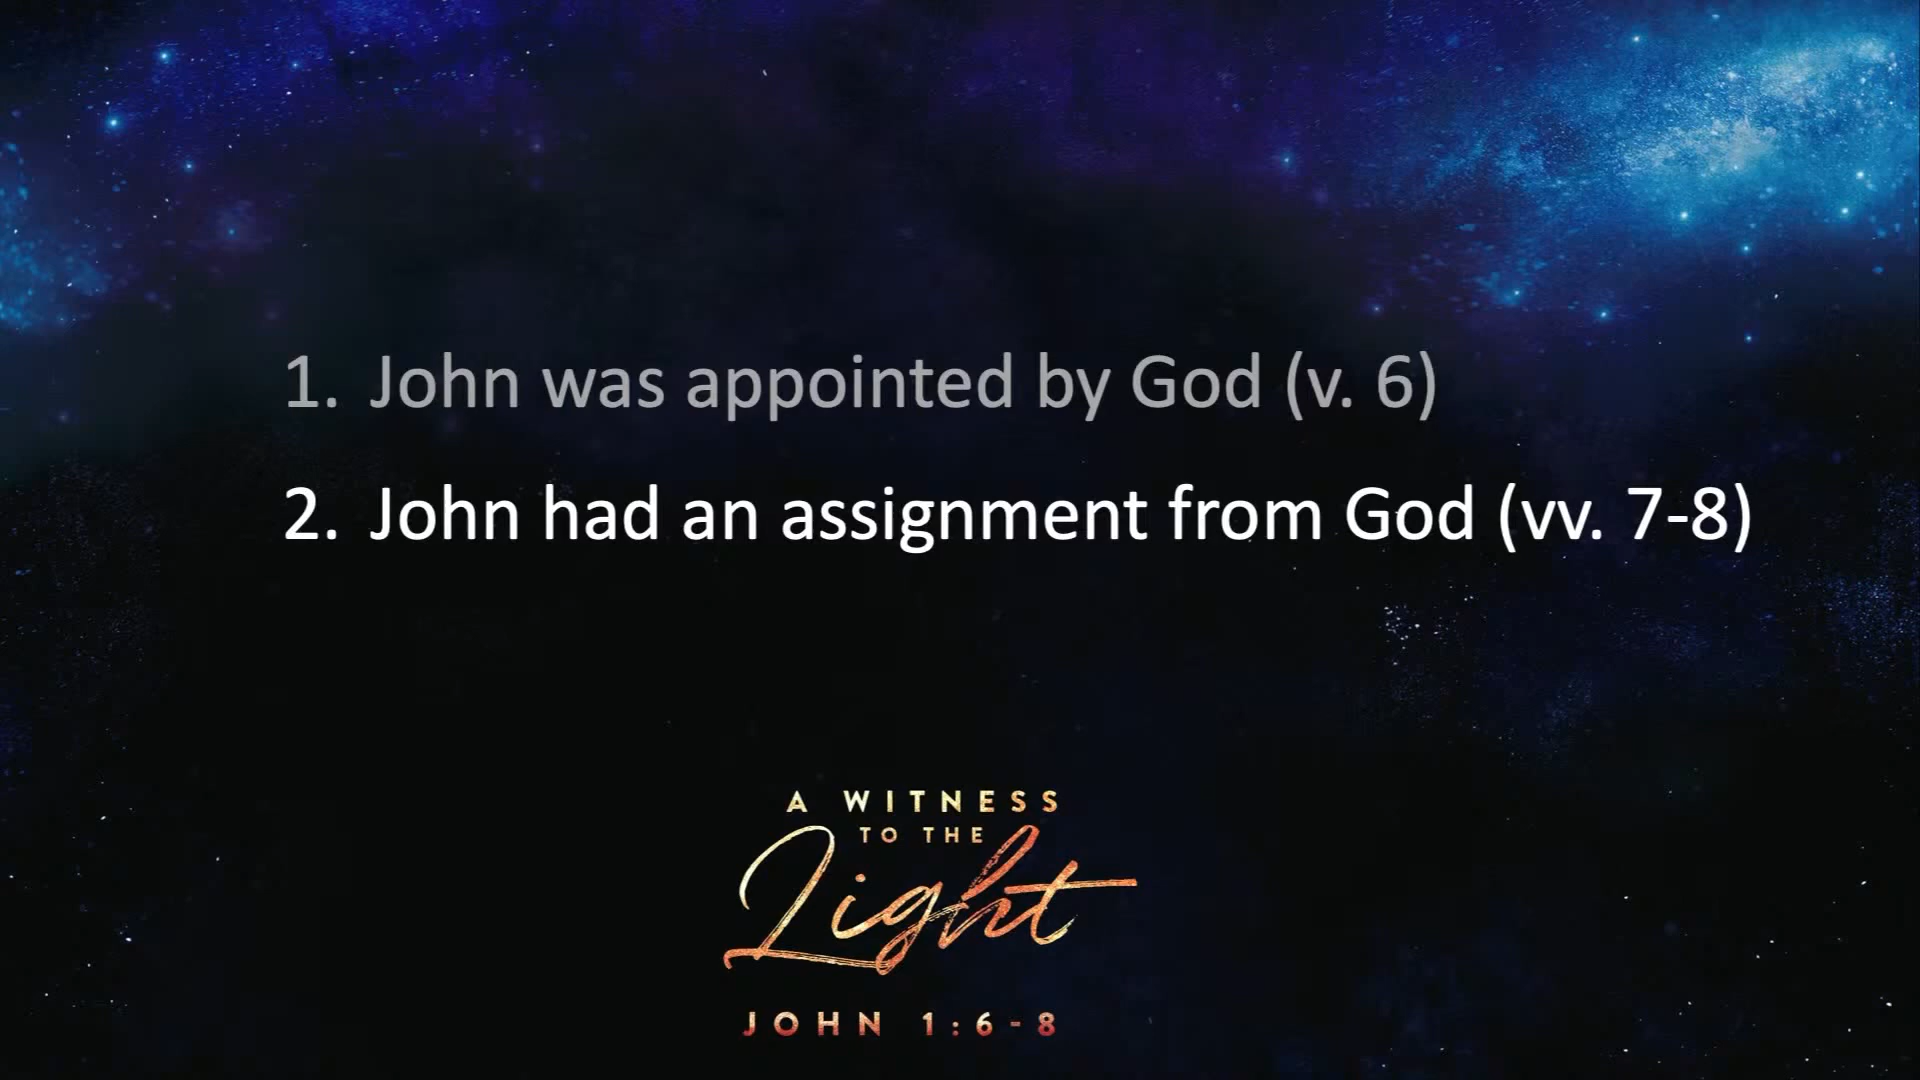 1. John was appointed by God (v. 6)
2. John had an assignment from God (vv. 7-8)
A WITNESS
TO THE
Light
JOHN 1:6-8